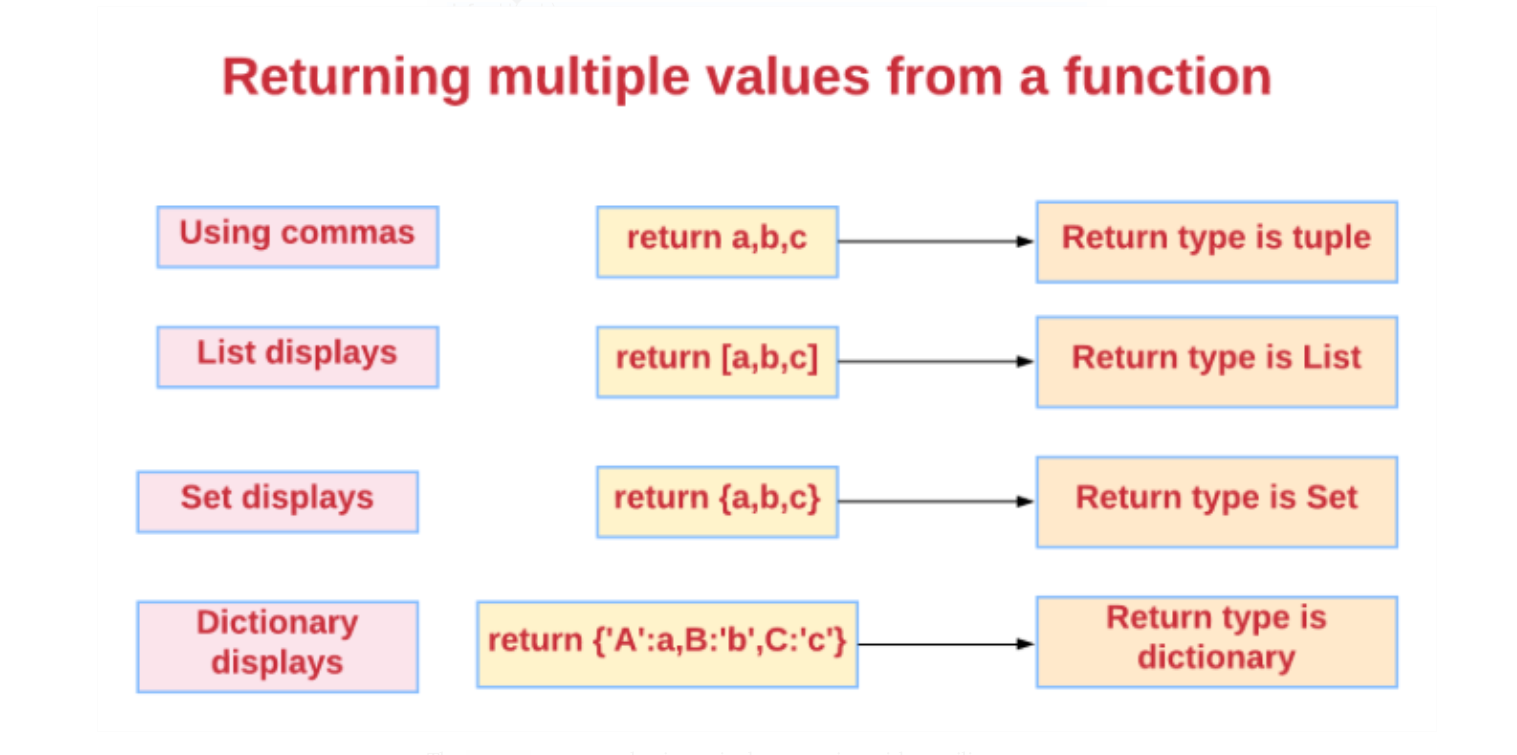 Returning multiple values from a function
Using commas
return a,b,c
Return type is tuple
List displays
return [a,b,c]
Return type is List
Set displays
return {a,b,c}
Return type is Set
Dictionary
displays
return {'A':a,B:'b',C:'c'}
Return type is
dictionary